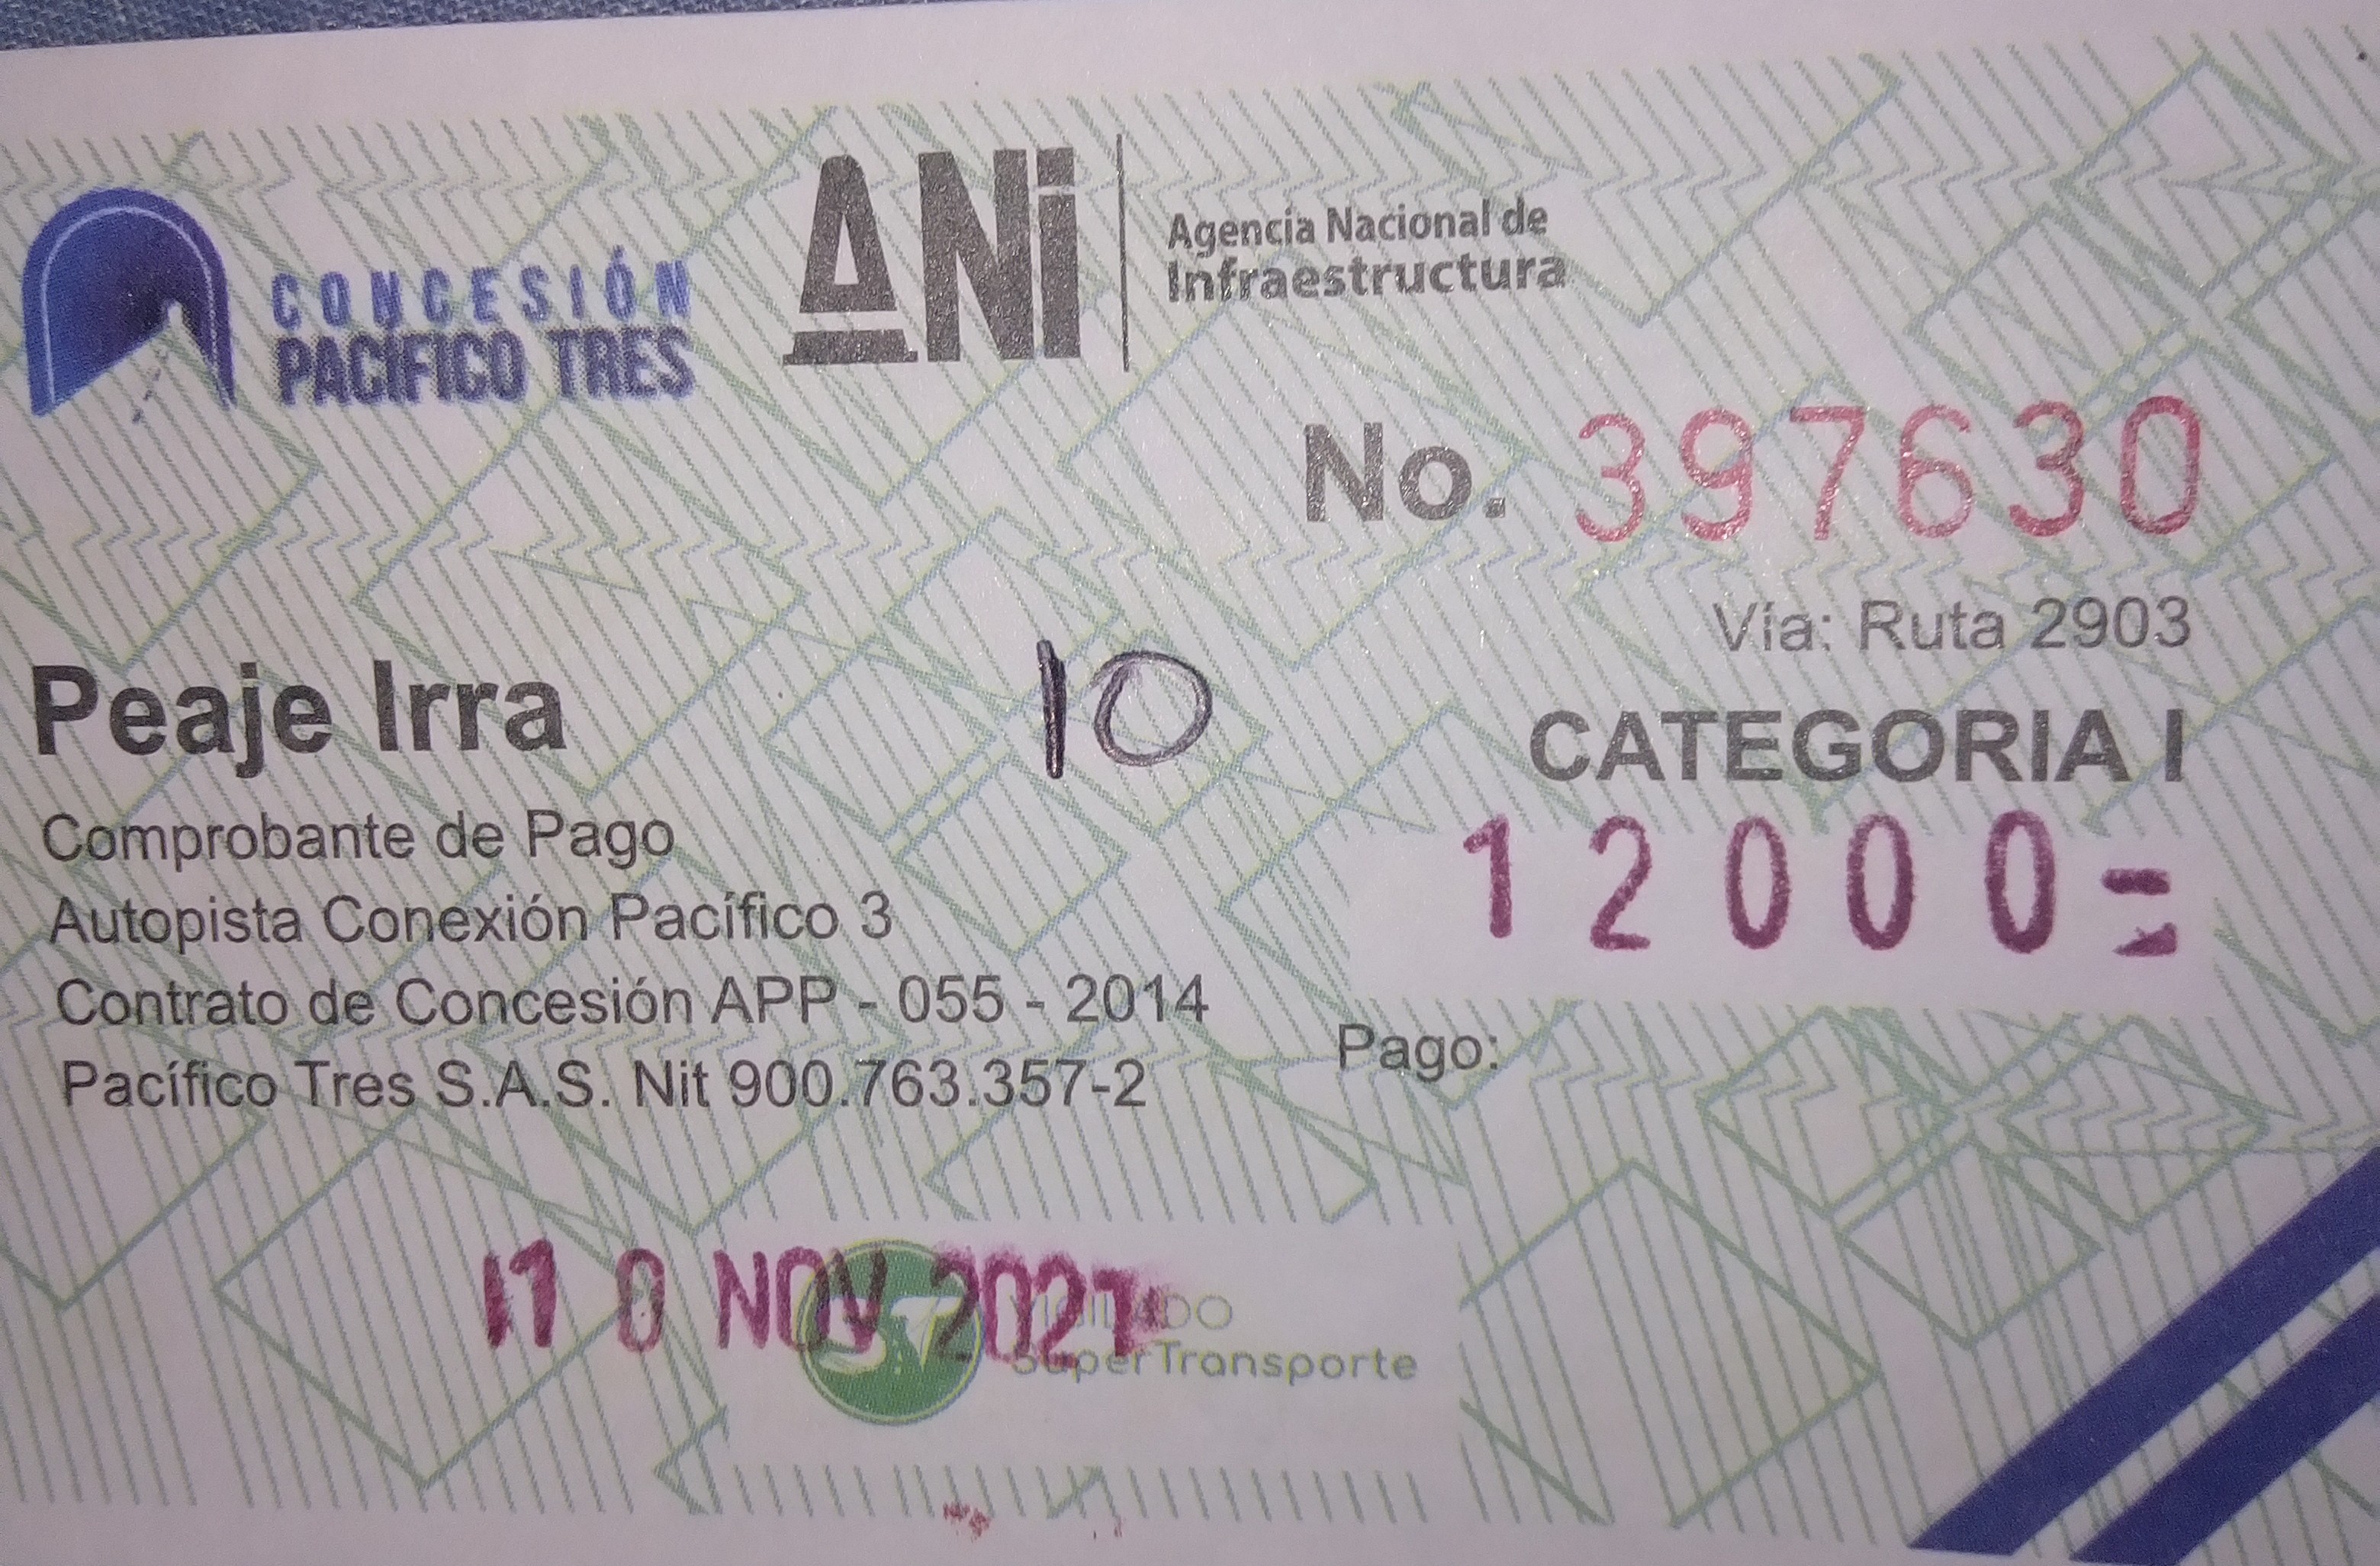 CONCESIÓN
PACÍFICO TRES
ANi
Agencia Nacional de
Infraestructura
No. 397630
Vía: Ruta 2903
Peaje Irra
10
CATEGORIA I
12000=
Comprobante de Pago
Autopista Conexión Pacífico 3
Contrato de Concesión APP - 055 - 2014
Pacífico Tres S.A.S. Nit 900.763.357-2
Pago:
10 NOV 2021
VIGILADO
SuperTransporte